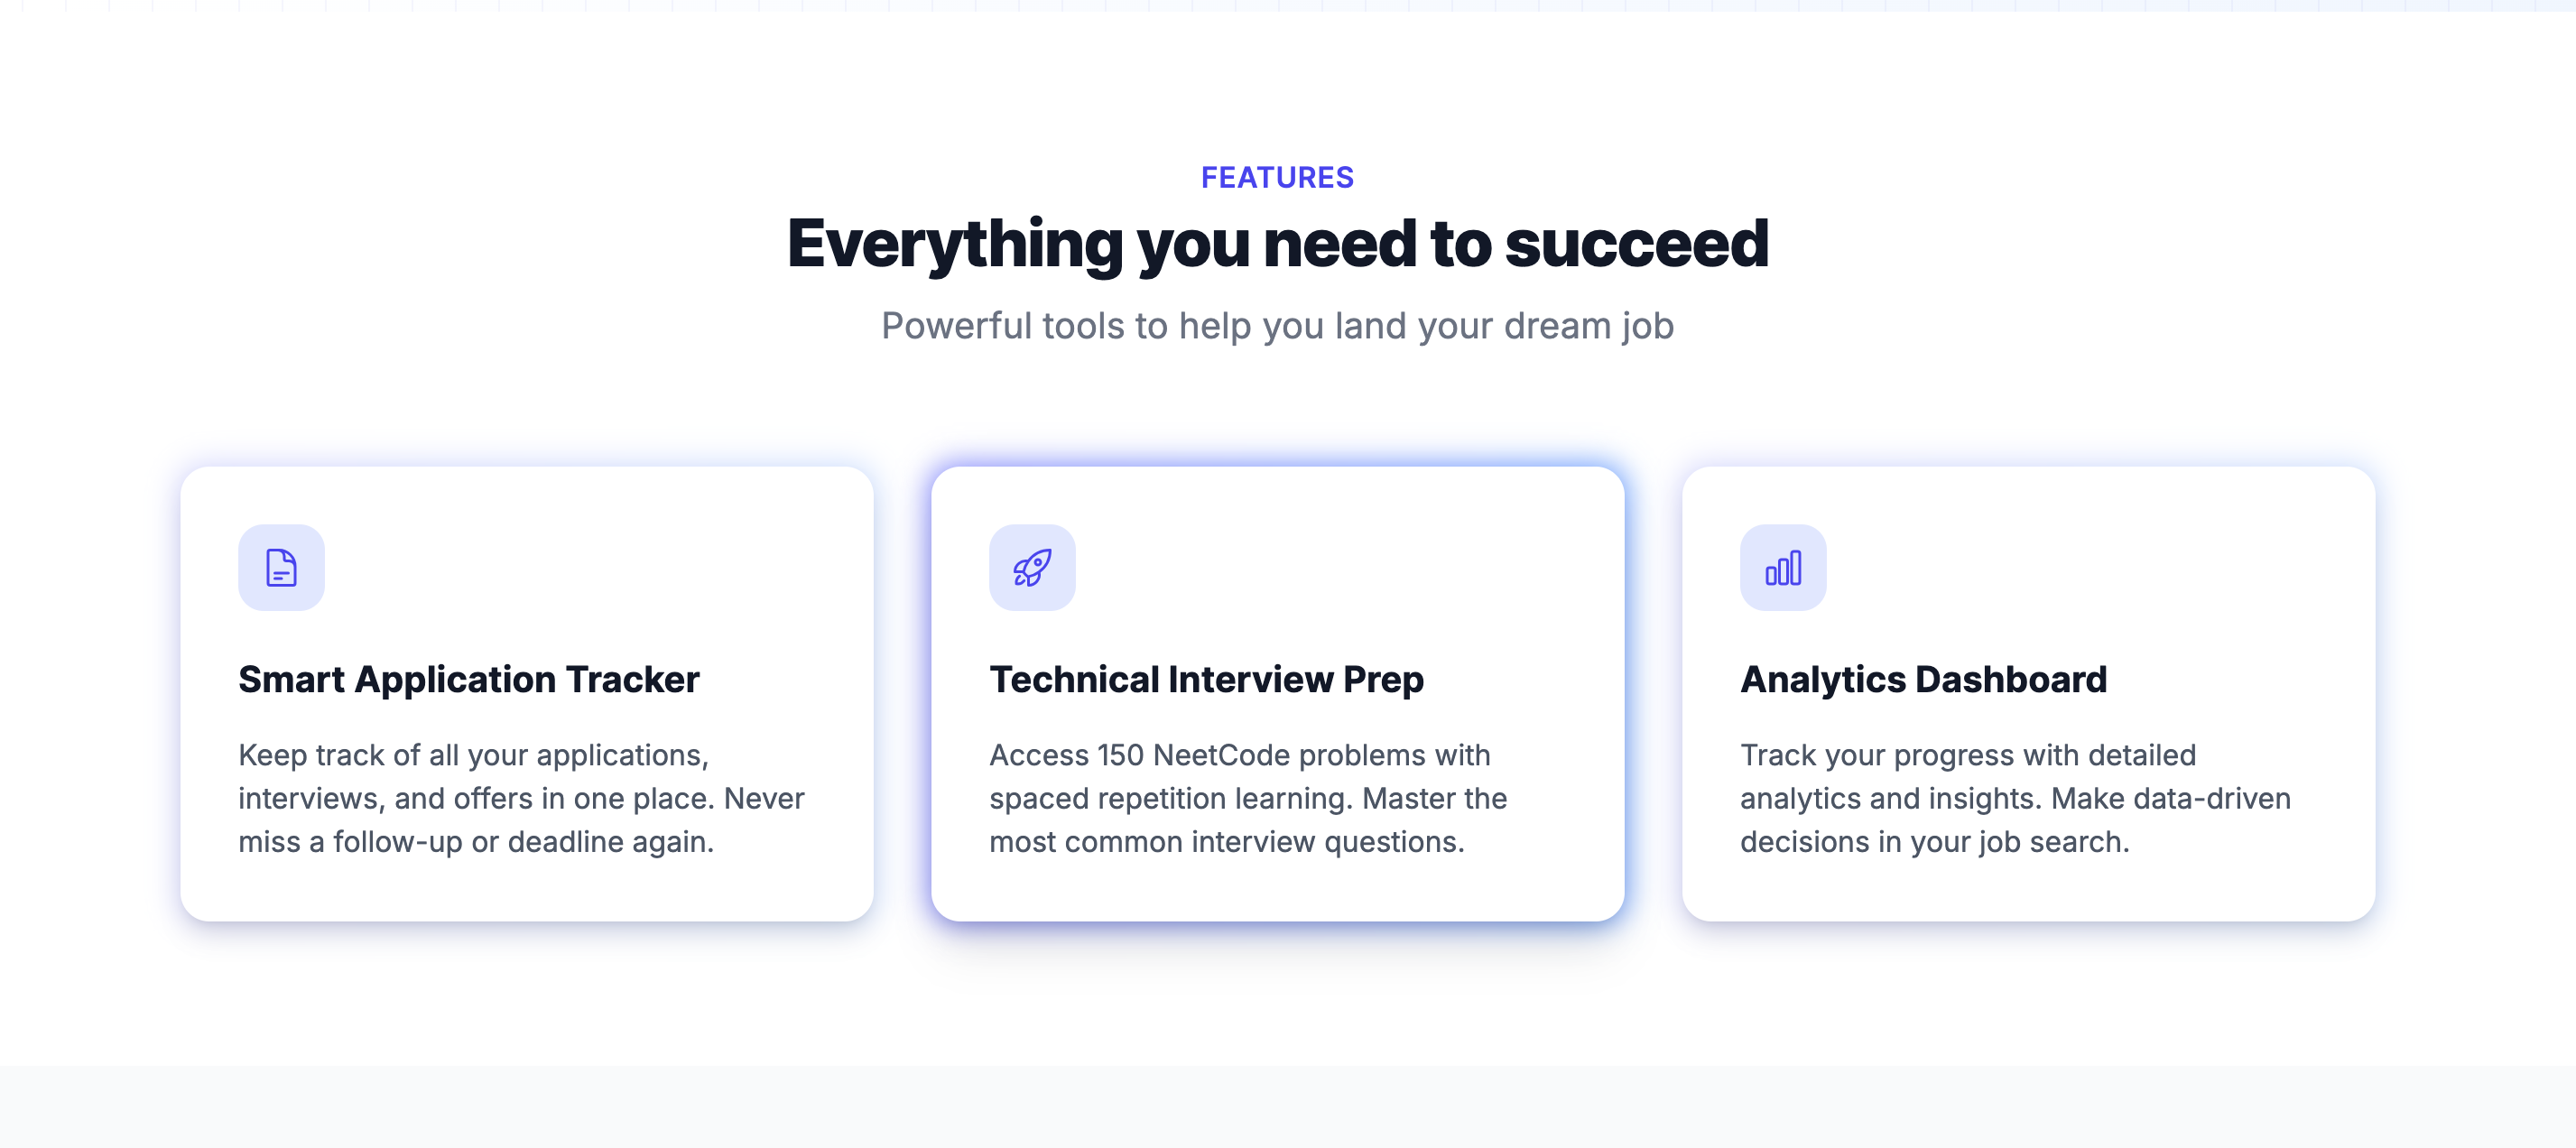 FEATURES
Everything you need to succeed
Powerful tools to help you land your dream job
Smart Application Tracker
Keep track of all your applications,
interviews, and offers in one place. Never
miss a follow-up or deadline again.
Technical Interview Prep
Access 150 NeetCode problems with
spaced repetition learning. Master the
most common interview questions.
Analytics Dashboard
Track your progress with detailed
analytics and insights. Make data-driven
decisions in your job search.